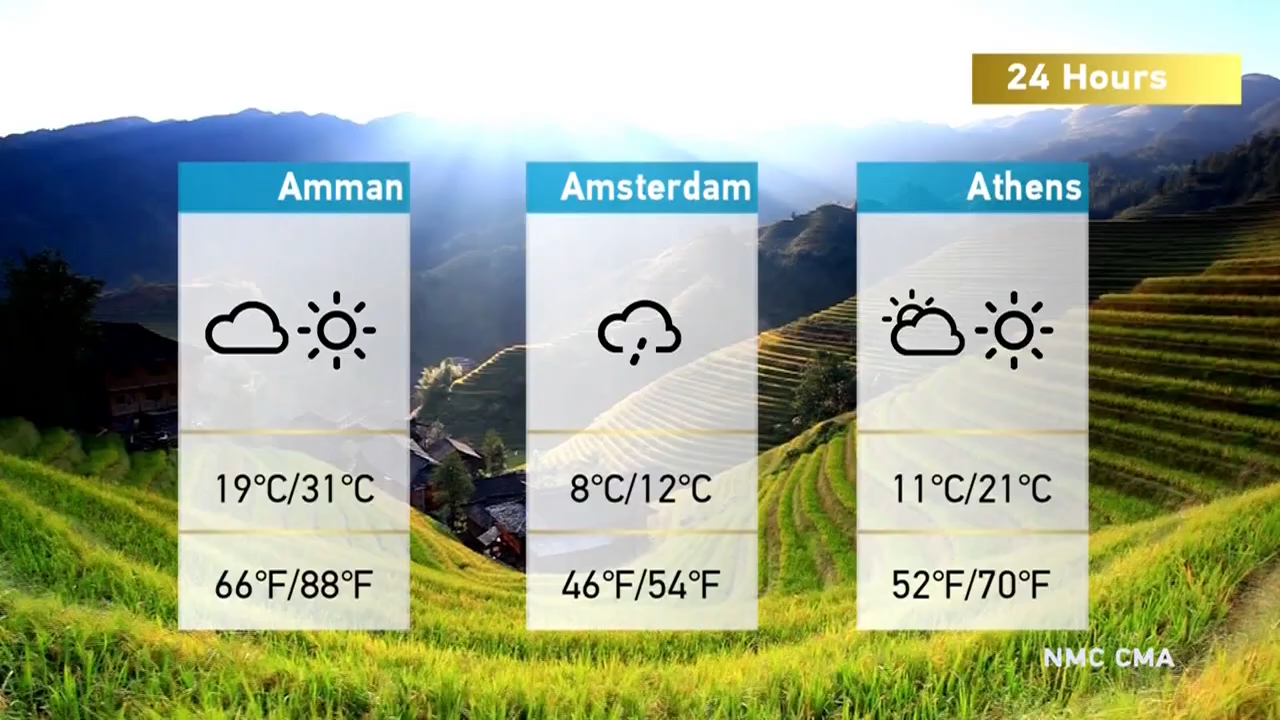 24 Hours
Amman
19°C/31°C
66°F/88°F
Amsterdam
8°C/12°C
46°F/54°F
Athens
11°C/21°C
52°F/70°F
NMC CMA